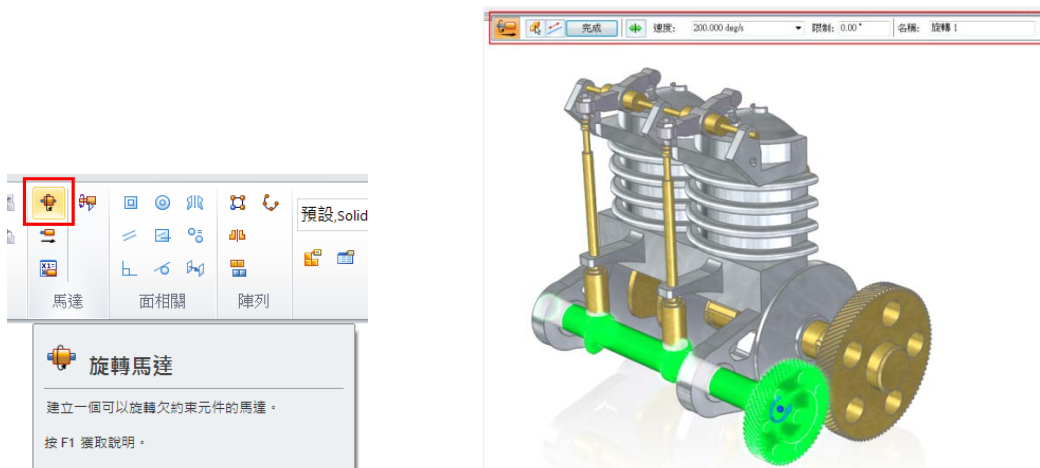 完成
速度:
200.000 deg/s
限制: 0.00 °
名稱: 旋轉 1
預設,Solid
馬達
面相關
陣列
旋轉馬達
建立一個可以旋轉欠約束元件的馬達。
按 F1 獲取說明。